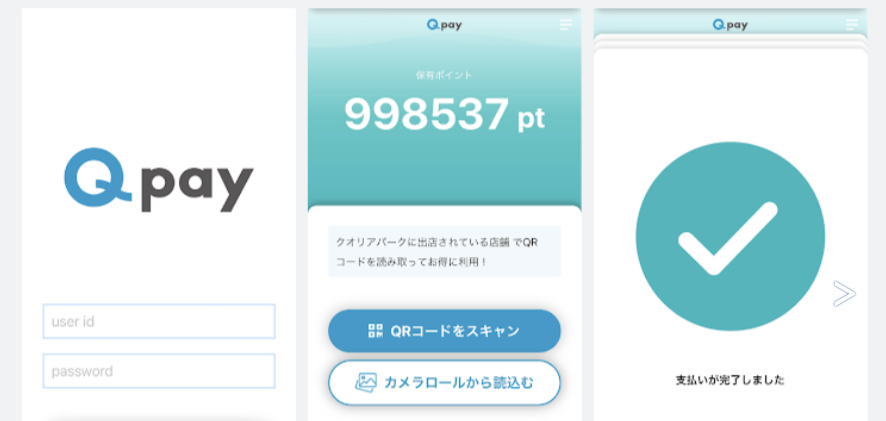 Qpay
user id
password
Qpay
保有ポイント
998537 pt
クオリアパークに出店されている店舗 でQR
コードを読み取ってお得に利用！
QRコードをスキャン
カメラロールから読込む
Qpay
支払いが完了しました